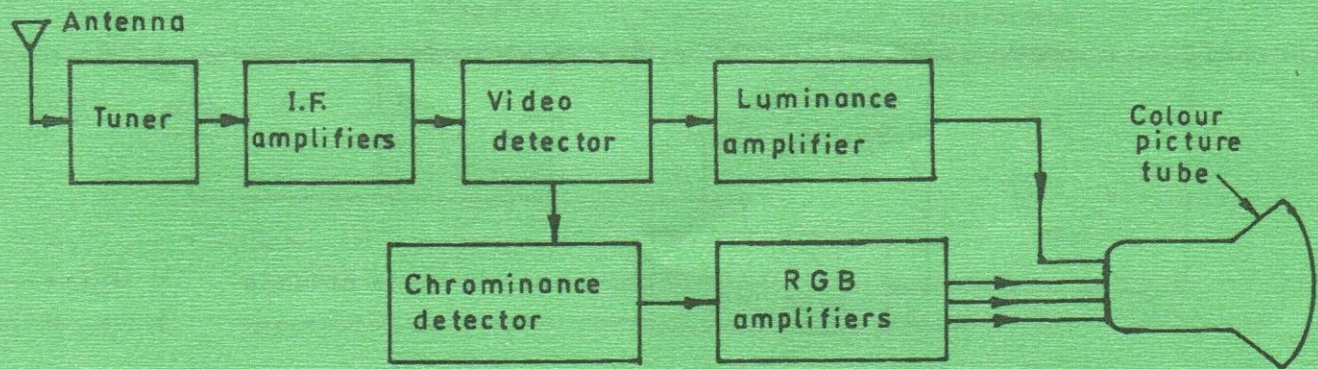 Antenna
Tuner
I.F.
amplifiers
Video
detector
Luminance
amplifier
Colour
picture
tube
Chrominance
detector
RGB
amplifiers